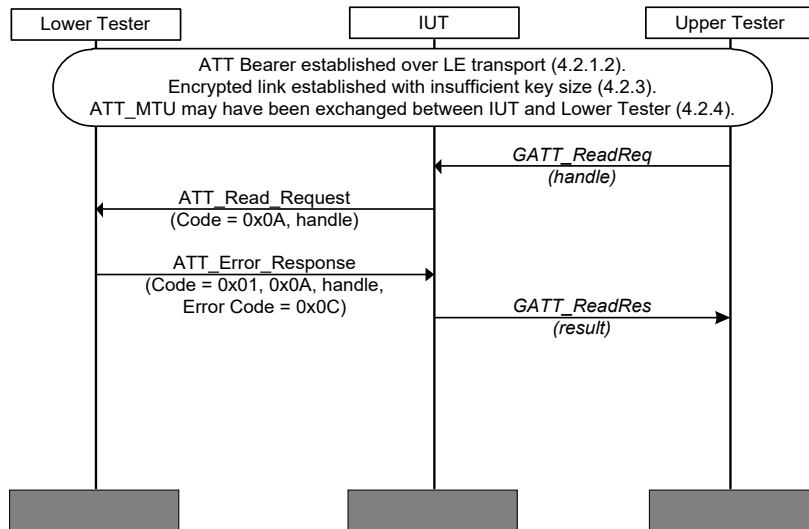 Lower Tester
IUT
Upper Tester
ATT Bearer established over LE transport (4.2.1.2).
Encrypted link established with insufficient key size (4.2.3).
ATT_MTU may have been exchanged between IUT and Lower Tester (4.2.4).
GATT_ReadReq
(handle)
ATT_Read_Request
(Code = 0x0A, handle)
ATT_Error_Response
(Code = 0x01, 0x0A, handle,
Error Code = 0x0C)
GATT_ReadRes
(result)